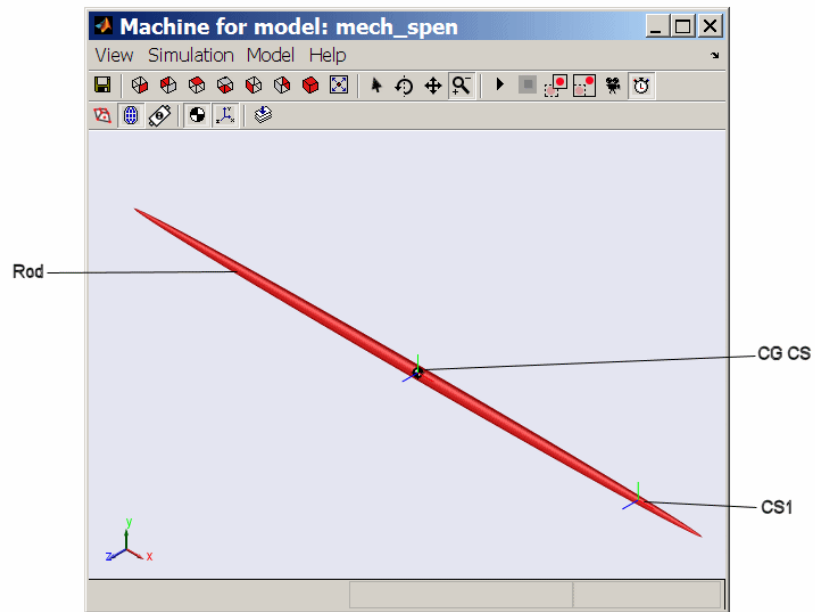 Machine for model: mech_spen
View Simulation Model Help
Rod
CG CS
CS1
y
z x